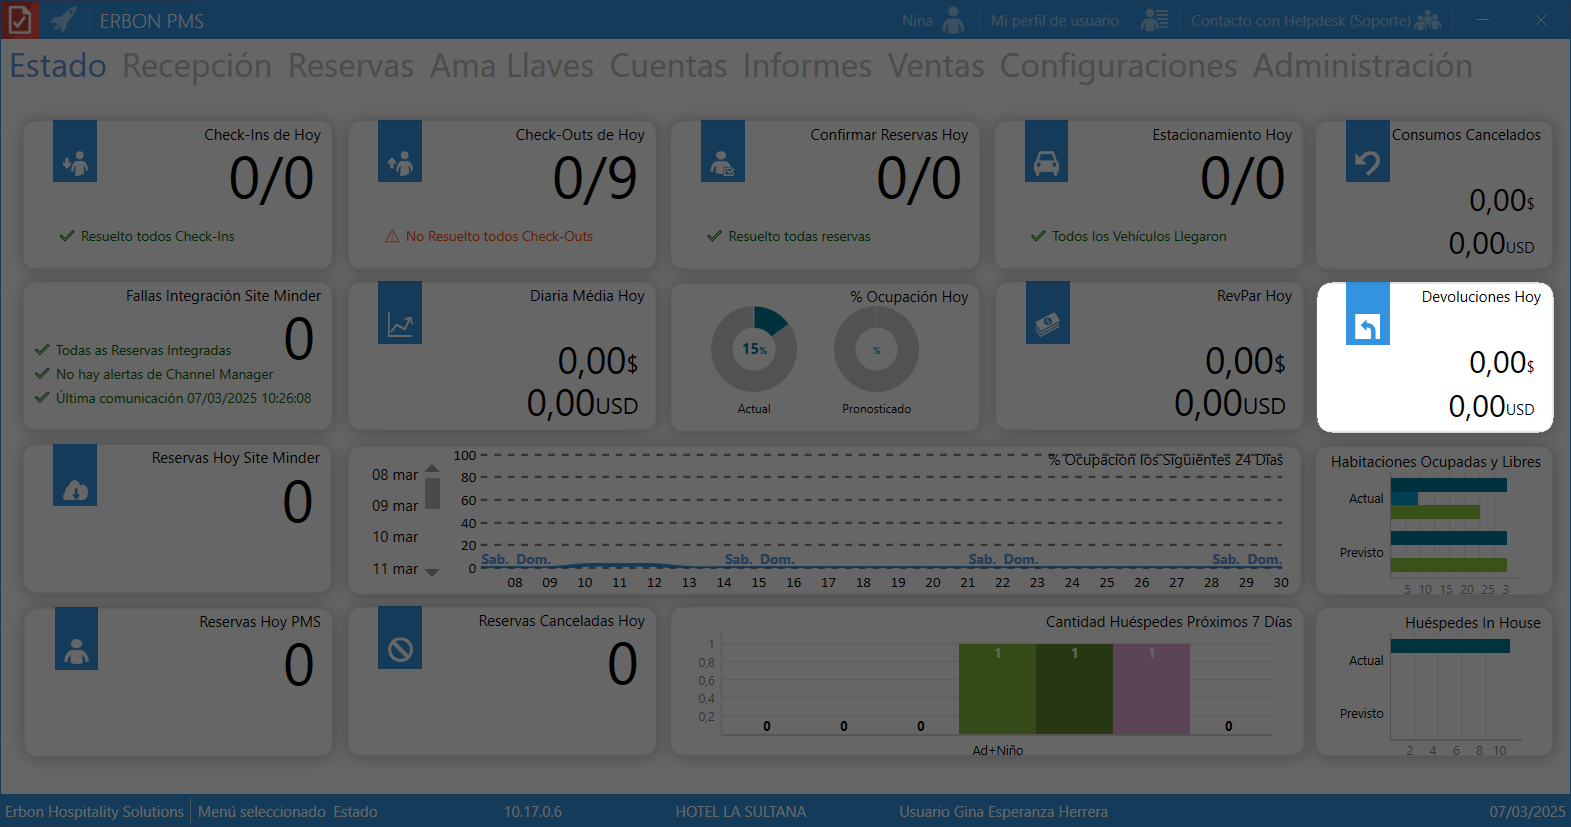 ERBON PMS
Nina
Mi perfil de usuario
Contacto con Helpdesk (Soporte)
Estado Recepción Reservas Ama Llaves Cuentas Informes Ventas Configuraciones Administración
Check-Ins de Hoy
0/0
Resuelto todos Check-Ins
Check-Outs de Hoy
0/9
No Resuelto todos Check-Outs
Confirmar Reservas Hoy
0/0
Resuelto todas reservas
Estacionamiento Hoy
0/0
Todos los Vehículos Llegaron
Consumos Cancelados
0,00$
0,00USD
Fallas Integración Site Minder
0
Todas as Reservas Integradas
No hay alertas de Channel Manager
Última comunicación 07/03/2025 10:26:08
Diaria Média Hoy
0,00$
0,00USD
% Ocupación Hoy
15%
%
Actual
Pronosticado
RevPar Hoy
0,00$
0,00USD
Devoluciones Hoy
0,00$
0,00USD
Reservas Hoy Site Minder
0
08 mar
09 mar
10 mar
11 mar
% Ocupación los Siguientes 24 Días
100
80
60
40
20
0
Sab. Dom. Sab. Dom. Sab. Dom. Sab. Dom.
08 09 10 11 12 13 14 15 16 17 18 19 20 21 22 23 24 25 26 27 28 29 30
Habitaciones Ocupadas y Libres
Actual
Previsto
5 10 15 20 25 3
Reservas Hoy PMS
0
Reservas Canceladas Hoy
0
Cantidad Huéspedes Próximos 7 Días
1
0,8
0,6
0,4
0,2
0 0 0 1 1 1 0
Ad+Niño
Huéspedes In House
Actual
Previsto
2 4 6 8 10
Erbon Hospitality Solutions
Menú seleccionado Estado
10.17.0.6
HOTEL LA SULTANA
Usuario Gina Esperanza Herrera
07/03/2025